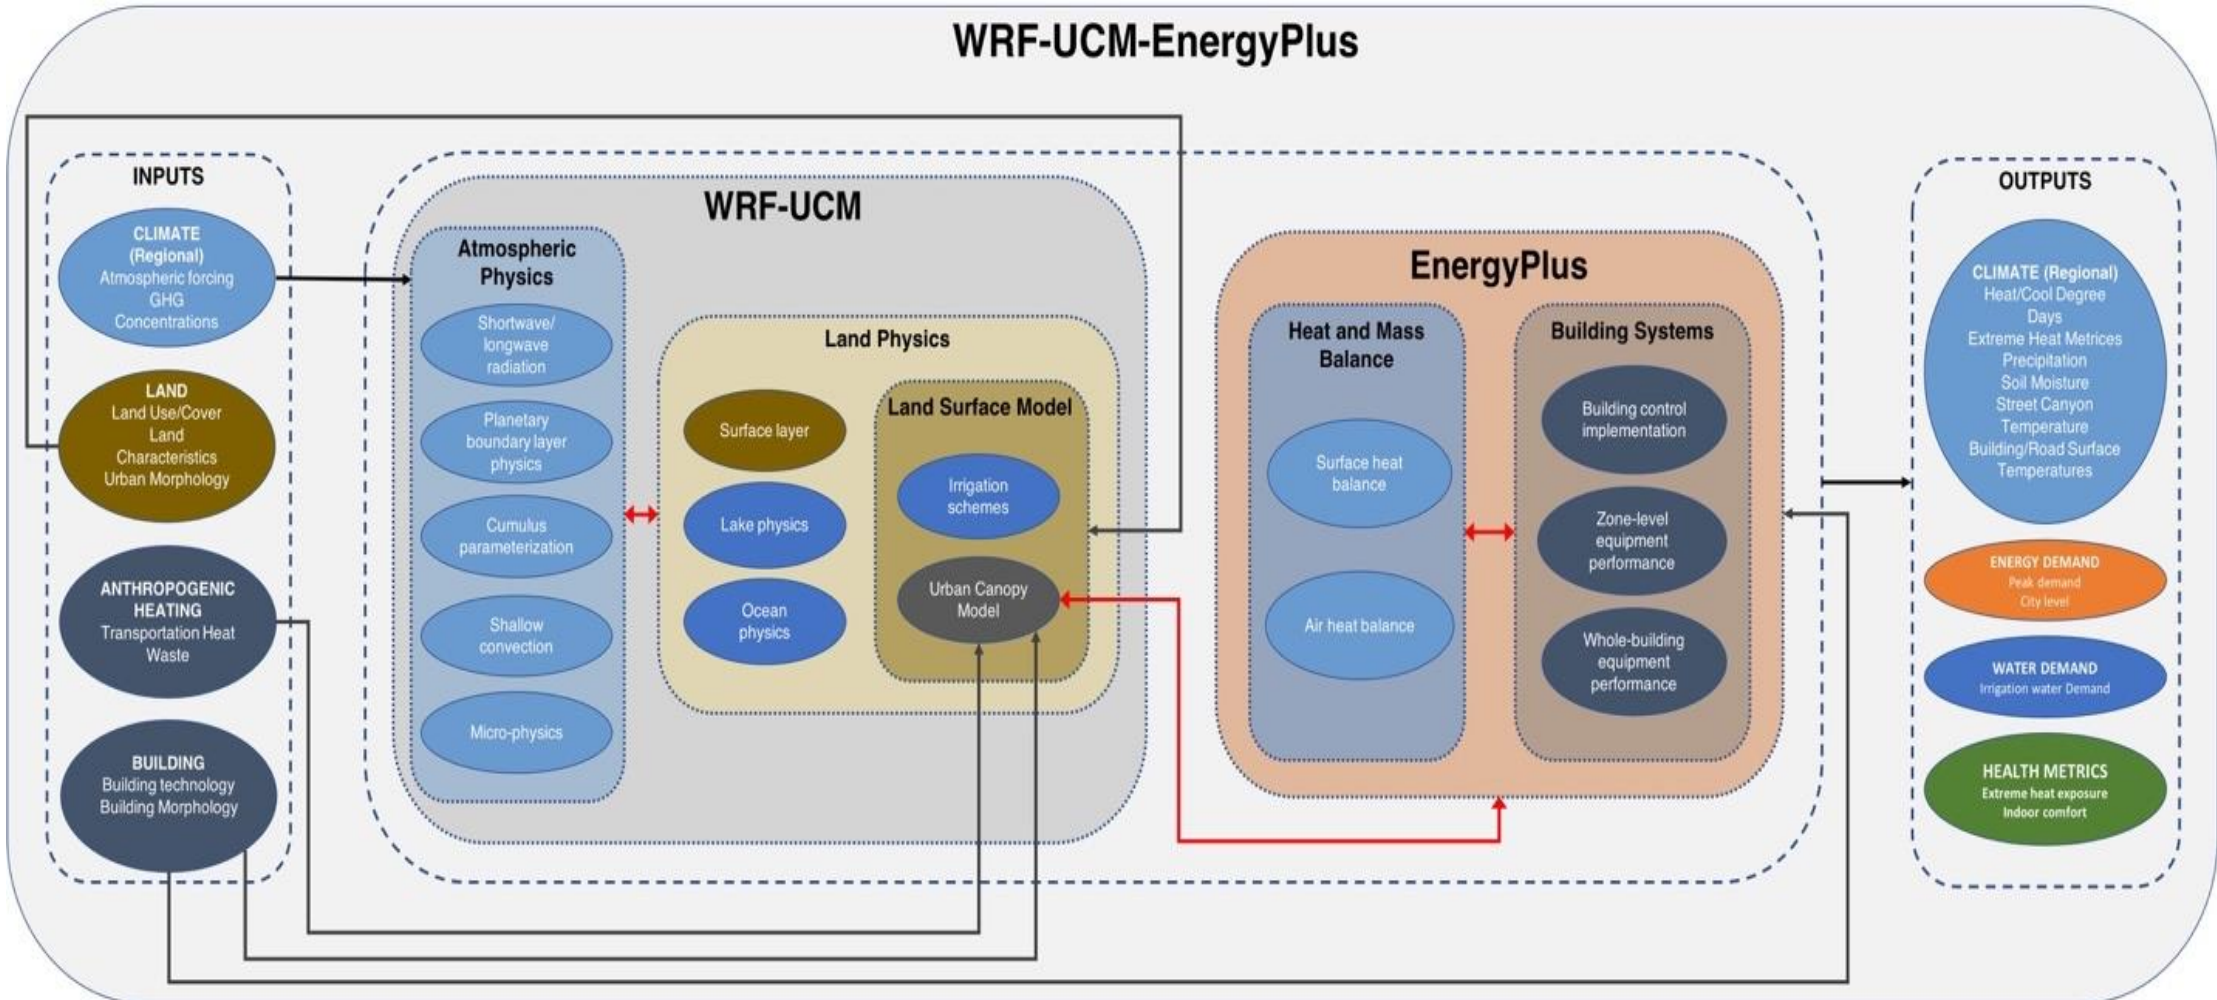 WRF-UCM-EnergyPlus
INPUTS
CLIMATE
(Regional)
Atmospheric forcing
GHG
Concentrations
LAND
Land Use/Cover
Land
Characteristics
Urban Morphology
ANTHROPOGENIC
HEATING
Transportation Heat
Waste
BUILDING
Building technology
Building Morphology
WRF-UCM
Atmospheric
Physics
Shortwave/
longwave
radiation
Planetary
boundary layer
physics
Cumulus
parameterization
Shallow
convection
Micro-physics
Land Physics
Surface layer
Lake physics
Ocean
physics
Land Surface Model
Irrigation
schemes
Urban Canopy
Model
EnergyPlus
Heat and Mass
Balance
Surface heat
balance
Air heat balance
Building Systems
Building control
implementation
Zone-level
equipment
performance
Whole-building
equipment
performance
OUTPUTS
CLIMATE (Regional)
Heat/Cool Degree
Days
Extreme Heat Metrices
Precipitation
Soil Moisture
Street Canyon
Temperature
Building/Road Surface
Temperatures
ENERGY DEMAND
Peak demand
City level
WATER DEMAND
Irrigation water Demand
HEALTH METRICS
Extreme heat exposure
Indoor comfort